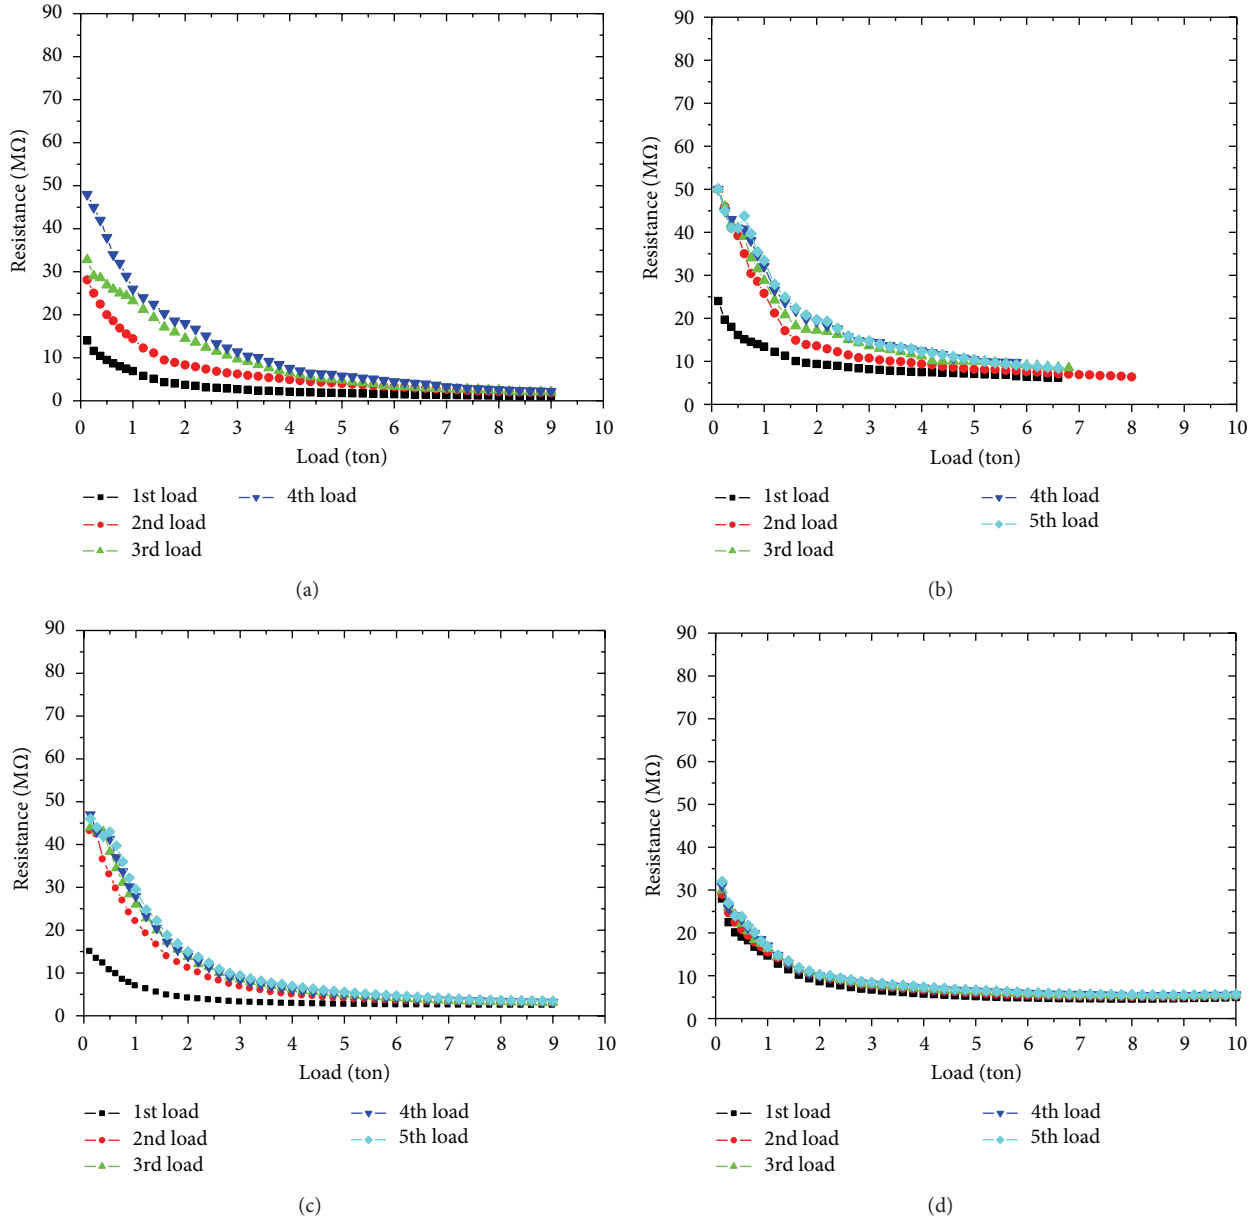 90
80
70
60
50
40
30
20
10
0
Resistance (MΩ)
0 1 2 3 4 5 6 7 8 9 10
Load (ton)
1st load
4th load
2nd load
3rd load
(a)
90
80
70
60
50
40
30
20
10
0
Resistance (MΩ)
0 1 2 3 4 5 6 7 8 9 10
Load (ton)
1st load
4th load
2nd load
5th load
3rd load
(b)
90
80
70
60
50
40
30
20
10
0
Resistance (MΩ)
0 1 2 3 4 5 6 7 8 9 10
Load (ton)
1st load
4th load
2nd load
5th load
3rd load
(c)
90
80
70
60
50
40
30
20
10
0
Resistance (MΩ)
0 1 2 3 4 5 6 7 8 9 10
Load (ton)
1st load
4th load
2nd load
5th load
3rd load
(d)